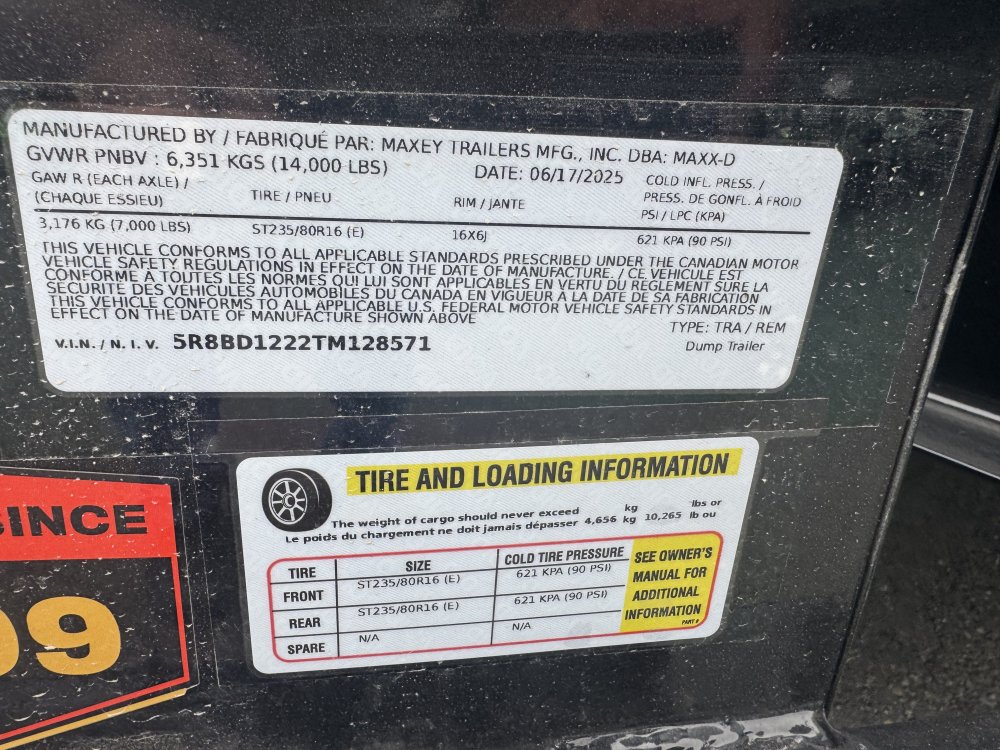 MANUFACTURED BY / FABRIQUÉ PAR: MAXEY TRAILERS MFG., INC. DBA: MAXX-D
GVWR PNBV : 6,351 KGS (14,000 LBS) DATE: 06/17/2025
GAW R (EACH AXLE) / (CHAQUE ESSIEU) TIRE / PNEU RIM / JANTE COLD INFL. PRESS. / PRESS. DE GONFL. À FROID PSI / LPC (KPA)
3,176 KG (7,000 LBS) ST235/80R16 (E) 16X6J 621 KPA (90 PSI)
THIS VEHICLE CONFORMS TO ALL APPLICABLE STANDARDS PRESCRIBED UNDER THE CANADIAN MOTOR
VEHICLE SAFETY REGULATIONS IN EFFECT ON THE DATE OF MANUFACTURE. / CE VEHICULE EST
CONFORME A TOUTES LES NORMES QUI LUI SONT APPLICABLES EN VERTU DU REGLEMENT SURE LA
SECURITE DES VEHICULES AUTOMOBILES DU CANADA EN VIGUEUR A LA DATE DE SA FABRICATION
THIS VEHICLE CONFORMS TO ALL APPLICABLE U.S. FEDERAL MOTOR VEHICLE SAFETY STANDARDS IN
EFFECT ON THE DATE OF MANUFACTURE SHOWN ABOVE
TYPE: TRA / REM
V.I.N. / N. I. V. 5R8BD1222TM128571 Dump Trailer
TIRE AND LOADING INFORMATION
The weight of cargo should never exceed kg lbs or
Le poids du chargement ne doit jamais dépasser 4,656 kg 10,265 lb ou
TIRE SIZE COLD TIRE PRESSURE
FRONT ST235/80R16 (E) 621 KPA (90 PSI)
REAR ST235/80R16 (E) 621 KPA (90 PSI)
SPARE N/A N/A
SEE OWNER'S
MANUAL FOR
ADDITIONAL
INFORMATION
PART #
SINCE
99